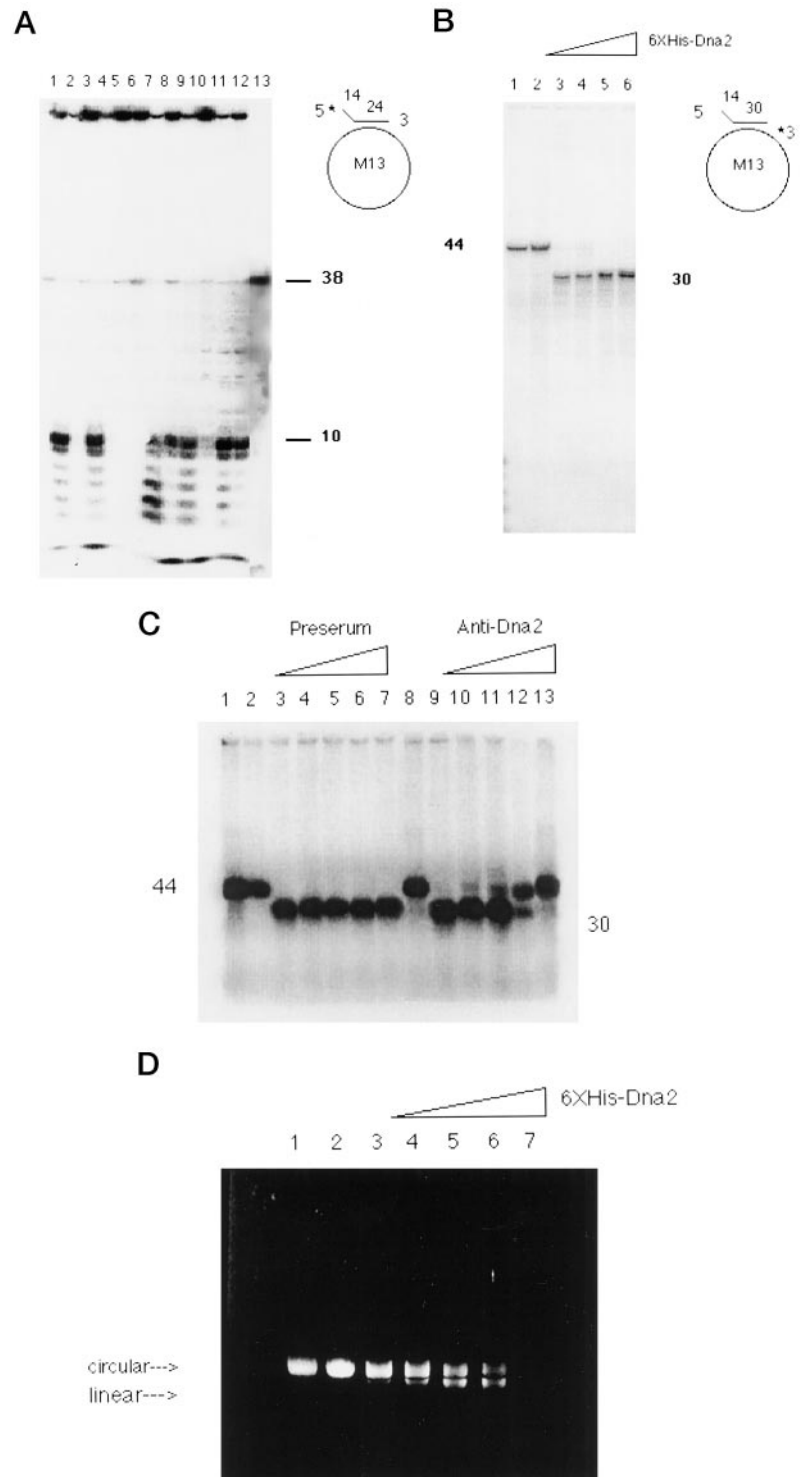 A
1 2 3 4 5 6 7 8 9 10 11 12 13
5 * 14 24 3
M13
38
10
B
6XHis-Dna2
1 2 3 4 5 6
5 14 30 *3
M13
44
30
C
Preserum Anti-Dna2
1 2 3 4 5 6 7 8 9 10 11 12 13
44
30
D
6XHis-Dna2
1 2 3 4 5 6 7
circular--->
linear--->